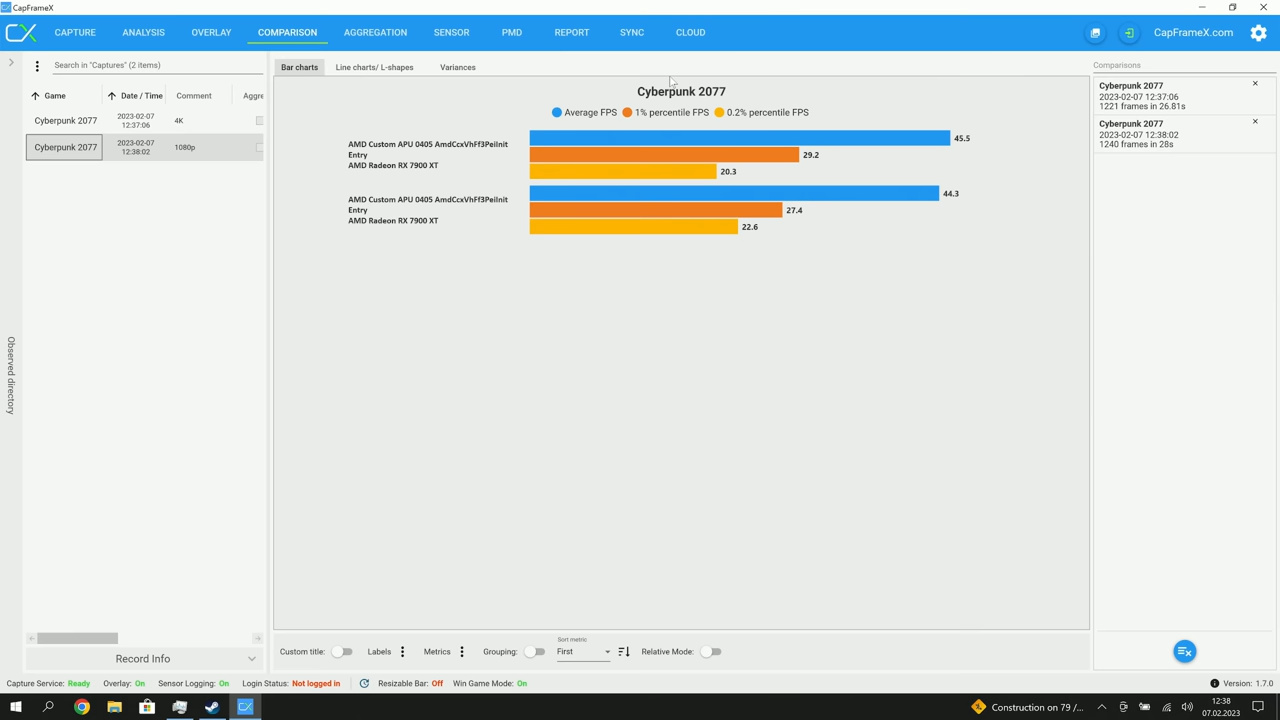 CapFrameX
CX
CAPTURE
ANALYSIS
OVERLAY
COMPARISON
AGGREGATION
SENSOR
PMD
REPORT
SYNC
CLOUD
CapFrameX.com
Search in "Captures" (2 items)
Game
Date / Time
Comment
Aggre
Cyberpunk 2077
2023-02-07
12:37:06
4K
Cyberpunk 2077
2023-02-07
12:38:02
1080p
Observed directory
Record Info
Bar charts
Line charts/ L-shapes
Variances
Cyberpunk 2077
Average FPS
1% percentile FPS
0.2% percentile FPS
AMD Custom APU 0405 AmdCcxVhFf3PeiInit
Entry
AMD Radeon RX 7900 XT
45.5
29.2
20.3
AMD Custom APU 0405 AmdCcxVhFf3PeiInit
Entry
AMD Radeon RX 7900 XT
44.3
27.4
22.6
Comparisons
Cyberpunk 2077
2023-02-07 12:37:06
1221 frames in 26.81s
Cyberpunk 2077
2023-02-07 12:38:02
1240 frames in 28s
Custom title:
Labels
Metrics
Grouping:
Sort metric
First
Relative Mode:
Capture Service: Ready
Overlay: On
Sensor Logging: On
Login Status: Not logged in
Resizable Bar: Off
Win Game Mode: On
Version: 1.7.0
Construction on 79 /...
12:38
07.02.2023